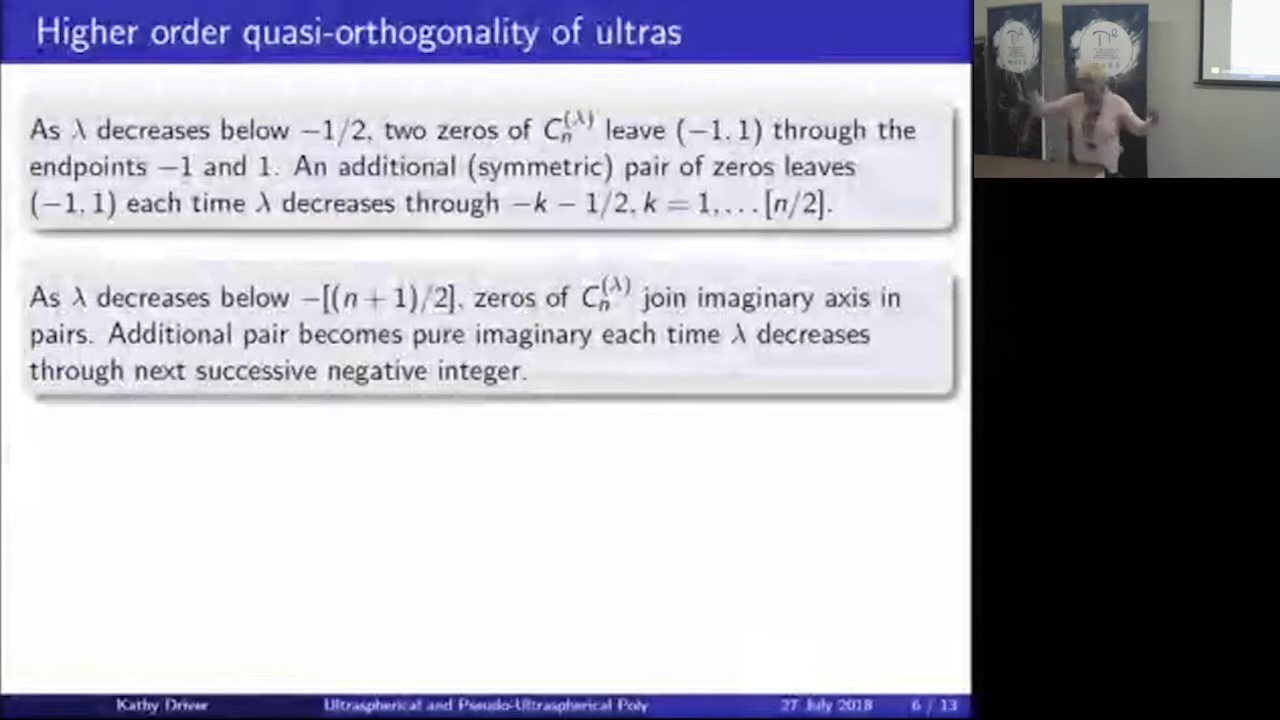 Higher order quasi-orthogonality of ultras
As λ decreases below −1/2, two zeros of C_n^{(λ)} leave (−1, 1) through the
endpoints −1 and 1. An additional (symmetric) pair of zeros leaves
(−1, 1) each time λ decreases through −k − 1/2, k = 1, . . . [n/2].
As λ decreases below −[(n + 1)/2], zeros of C_n^{(λ)} join imaginary axis in
pairs. Additional pair becomes pure imaginary each time λ decreases
through next successive negative integer.
Kathy Driver Ultraspherical and Pseudo-Ultraspherical Poly 27 July 2018 6 / 13